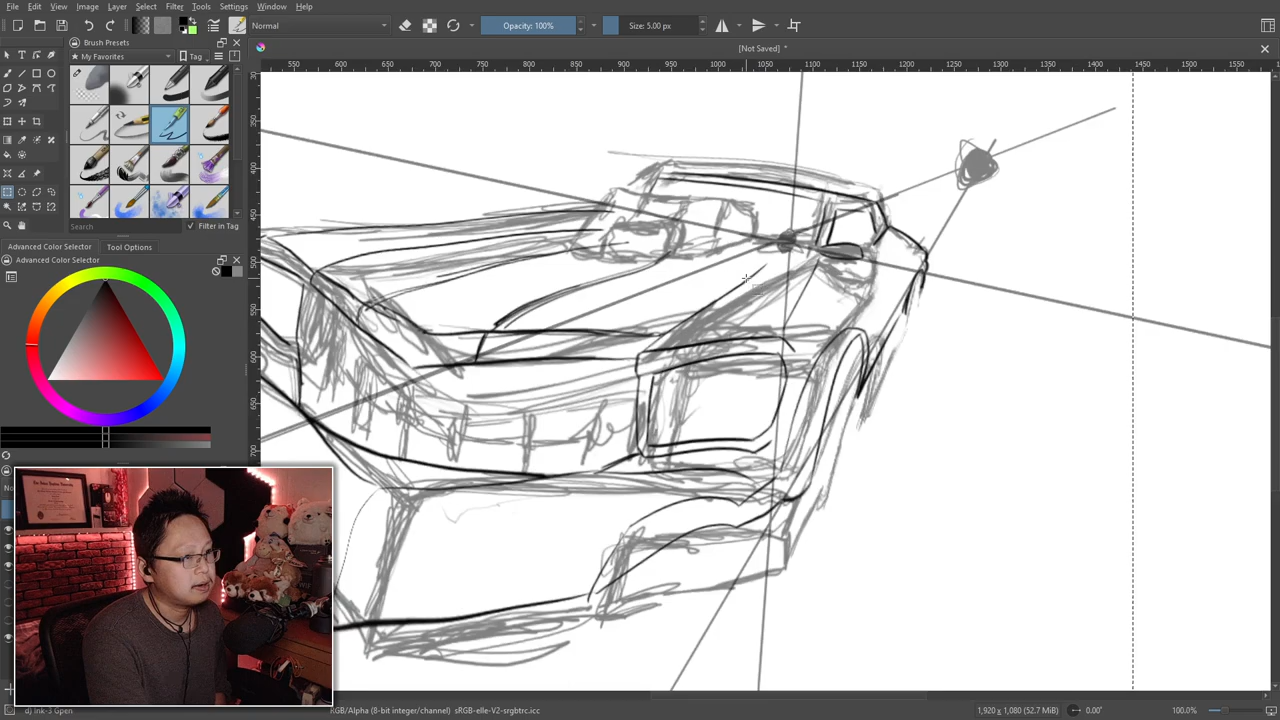 File Edit View Image Layer Select Filter Tools Settings Window Help
Normal
Opacity: 100%
Size: 5.00 px
Brush Presets
My Favorites
Tag
[Not Saved] *
550 600 650 700 750 800 850 900 950 1000 1050 1100 1150 1200 1250 1300 1350 1400 1450 1500 1550
Search
Filter in Tag
Advanced Color Selector
Tool Options
Advanced Color Selector
d) Ink-3 Gpen
RGB/Alpha (8-bit integer/channel) sRGB-elle-V2-srgbtrc.icc
1,920 x 1,080 (52.7 MiB)
0.00°
100.0%